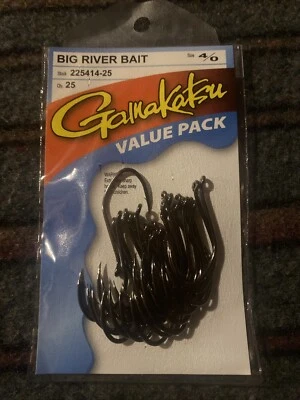 BIG RIVER BAIT Size 4/0
Stock 225414-25
Qty. 25
Gamakatsu
VALUE PACK